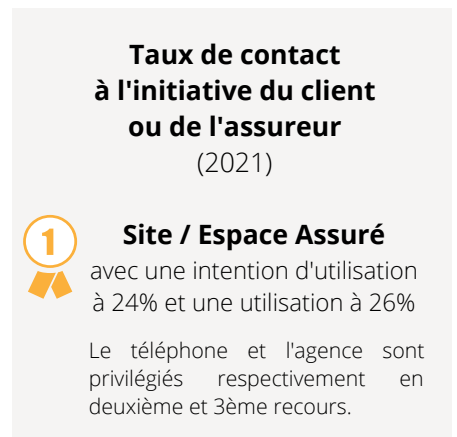 Taux de contact
à l'initiative du client
ou de l'assureur
(2021)
1
Site / Espace Assuré
avec une intention d'utilisation
à 24% et une utilisation à 26%
Le téléphone et l'agence sont
privilégiés respectivement en
deuxième et 3ème recours.